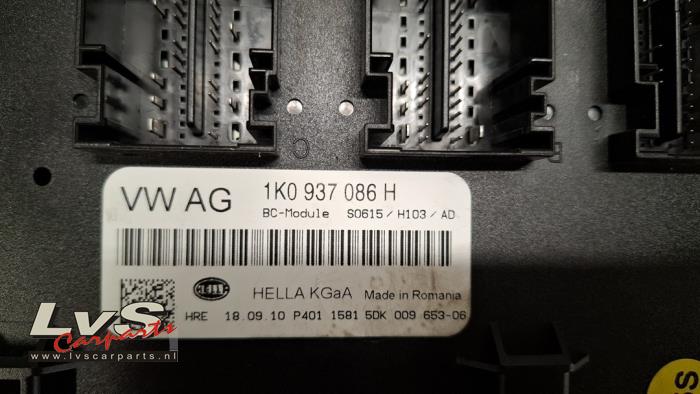 VW AG 1K0 937 086 H
BC-Module S0615 / H103 / AD
HELLA
HELLA KGaA Made in Romania
HRE 18.09.10 P401 1581 5DK 009 653-06
LvS
Carparts
www.lvscarparts.nl